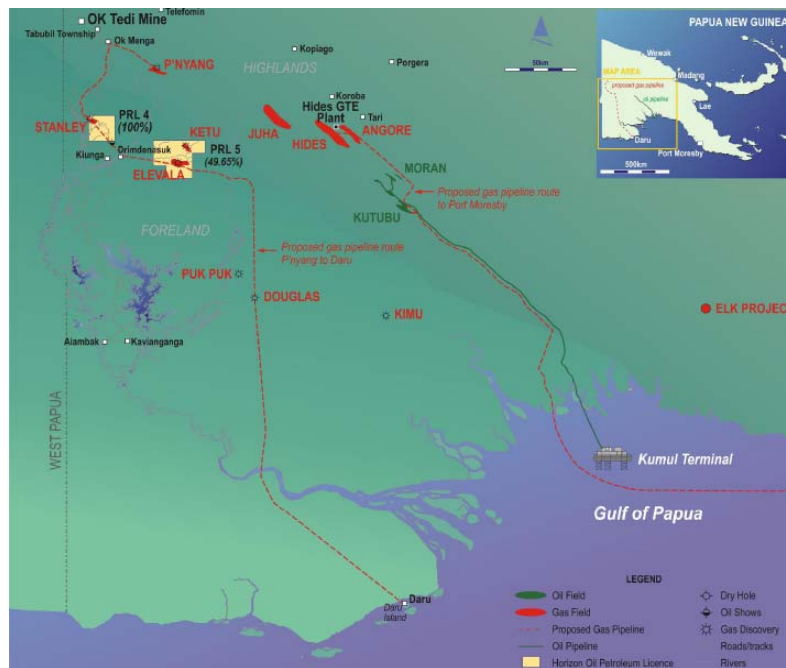 OK Tedi Mine
Telefomin
Tabubil Township
Ok Menga
P'NYANG
HIGHLANDS
Kopiago
Porgera
50km
PAPUA NEW GUINEA
MAP AREA
proposed gas pipeline
oil pipeline
Wewak
Madang
Lae
Daru
Port Moresby
500km
STANLEY
PRL 4
(100%)
KETU
PRL 5
(49.65%)
Kiunga
Drimdenasuk
ELEVALA
Koroba
Hides GTE
Plant
Tari
JUHA
HIDES
ANGORE
MORAN
KUTUBU
Proposed gas pipeline route
to Port Moresby
FORELAND
Proposed gas pipeline route
P'nyang to Daru
PUK PUK
DOUGLAS
KIMU
ELK PROJECT
Aiambak
Kavianganga
WEST PAPUA
Kumul Terminal
Gulf of Papua
Daru
Daru
Island
LEGEND
Oil Field
Gas Field
Proposed Gas Pipeline
Oil Pipeline
Horizon Oil Petroleum Licence
Dry Hole
Oil Shows
Gas Discovery
Roads/tracks
Rivers